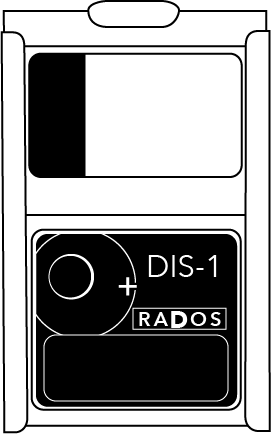 DIS-1
+
RADOS